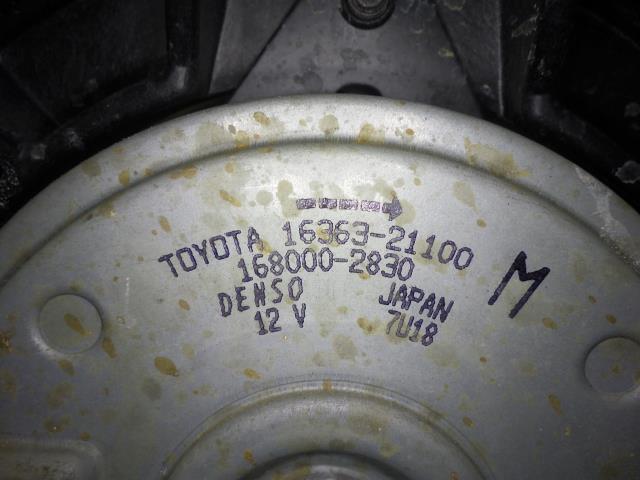 TOYOTA 16363-21100
168000-2830
DENSO JAPAN
12 V 7U18
M